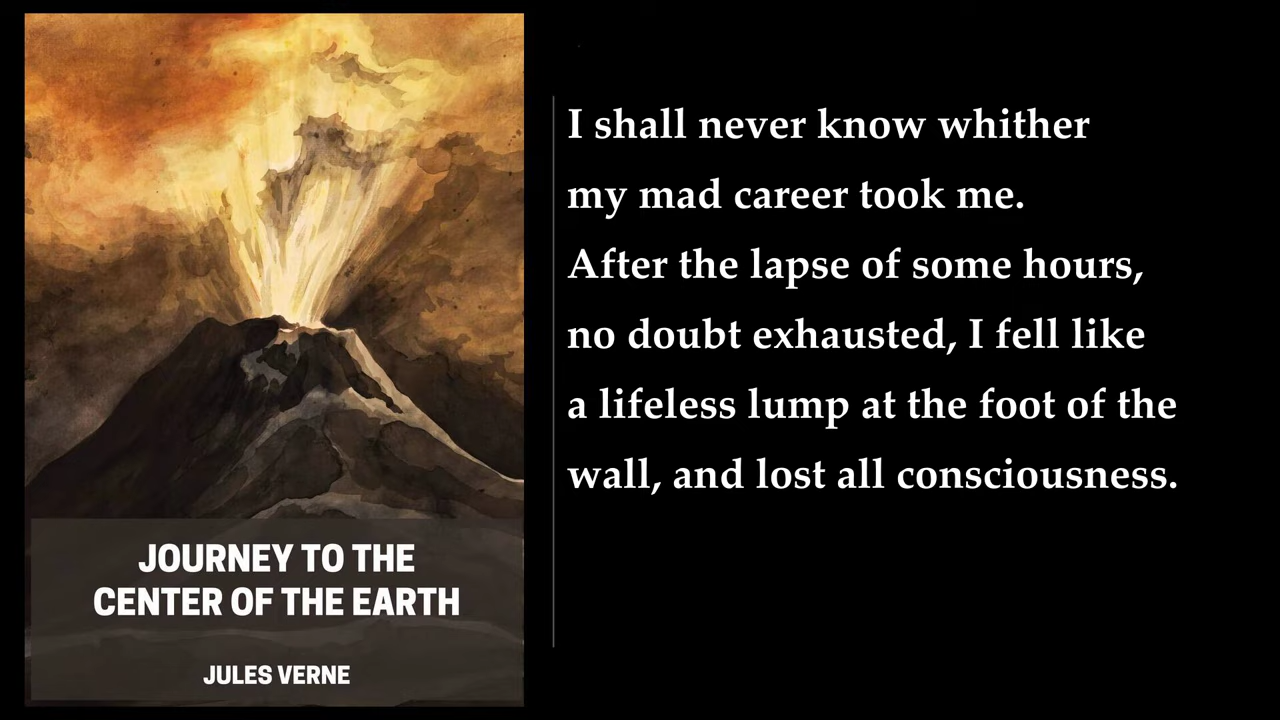 JOURNEY TO THE
CENTER OF THE EARTH
JULES VERNE
I shall never know whither
my mad career took me.
After the lapse of some hours,
no doubt exhausted, I fell like
a lifeless lump at the foot of the
wall, and lost all consciousness.